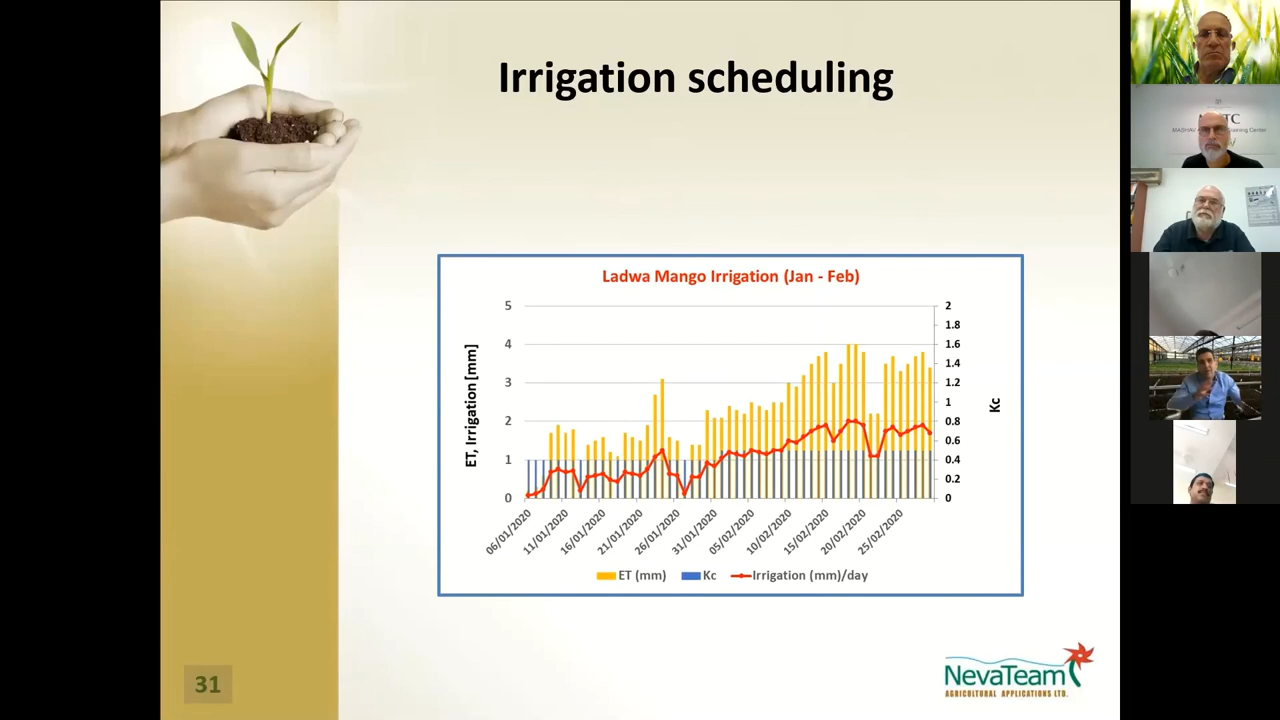 Irrigation scheduling
Ladwa Mango Irrigation (Jan - Feb)
ET, Irrigation [mm]
5
4
3
2
1
0
2
1.8
1.6
1.4
1.2
1
0.8
0.6
0.4
0.2
0
Kc
06/01/2020
11/01/2020
16/01/2020
21/01/2020
26/01/2020
31/01/2020
05/02/2020
10/02/2020
15/02/2020
20/02/2020
25/02/2020
ET (mm)
Kc
Irrigation (mm)/day
31
NevaTeam
AGRICULTURAL APPLICATIONS LTD.
TC
MASHAV
Center